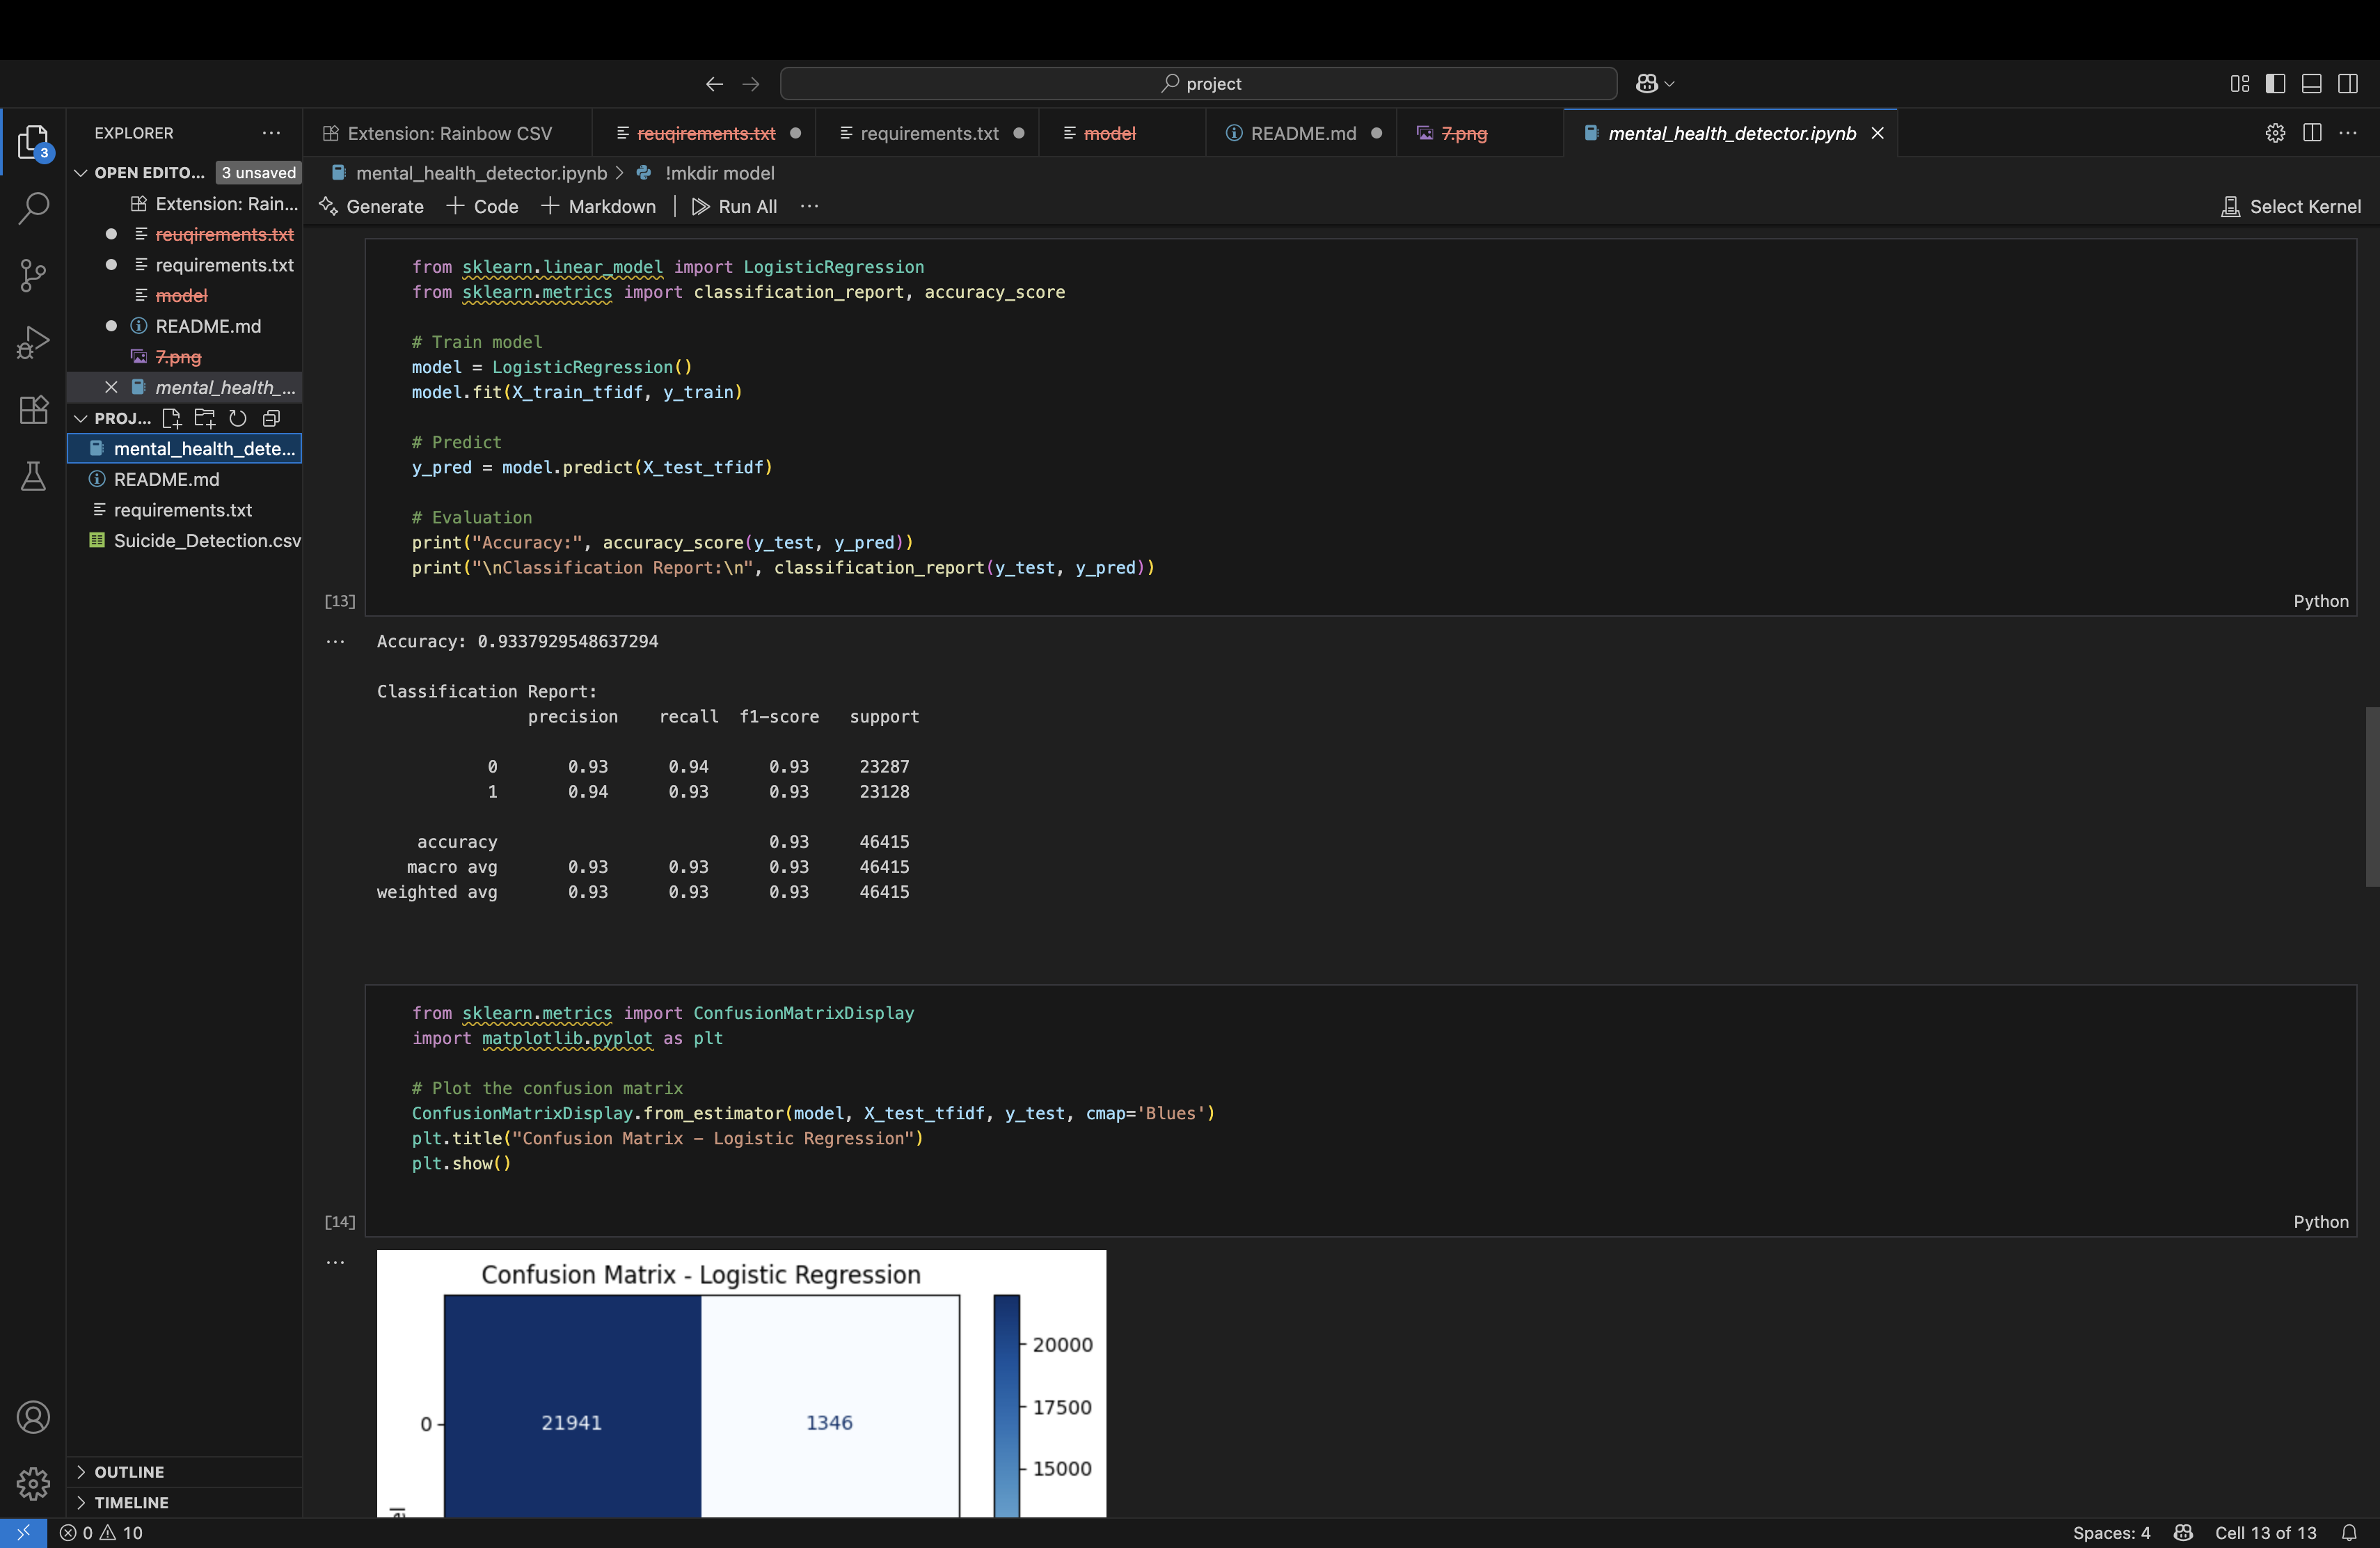 project
EXPLORER
Extension: Rainbow CSV
reuqirements.txt
requirements.txt
model
README.md
7.png
mental_health_detector.ipynb
3
OPEN EDITO...
3 unsaved
mental_health_detector.ipynb
!mkdir model
Extension: Rain...
Generate
Code
Markdown
Run All
Select Kernel
reuqirements.txt
requirements.txt
model
README.md
7.png
mental_health_...
PROJ...
mental_health_dete...
README.md
requirements.txt
Suicide_Detection.csv
from sklearn.linear_model import LogisticRegression
from sklearn.metrics import classification_report, accuracy_score
# Train model
model = LogisticRegression()
model.fit(X_train_tfidf, y_train)
# Predict
y_pred = model.predict(X_test_tfidf)
# Evaluation
print("Accuracy:", accuracy_score(y_test, y_pred))
print("\nClassification Report:\n", classification_report(y_test, y_pred))
[13]
Python
Accuracy: 0.9337929548637294
Classification Report:
precision recall f1-score support
0 0.93 0.94 0.93 23287
1 0.94 0.93 0.93 23128
accuracy 0.93 46415
macro avg 0.93 0.93 0.93 46415
weighted avg 0.93 0.93 0.93 46415
from sklearn.metrics import ConfusionMatrixDisplay
import matplotlib.pyplot as plt
# Plot the confusion matrix
ConfusionMatrixDisplay.from_estimator(model, X_test_tfidf, y_test, cmap='Blues')
plt.title("Confusion Matrix - Logistic Regression")
plt.show()
[14]
Python
Confusion Matrix - Logistic Regression
20000
17500
0
21941
1346
15000
OUTLINE
TIMELINE
0
10
Spaces: 4
Cell 13 of 13